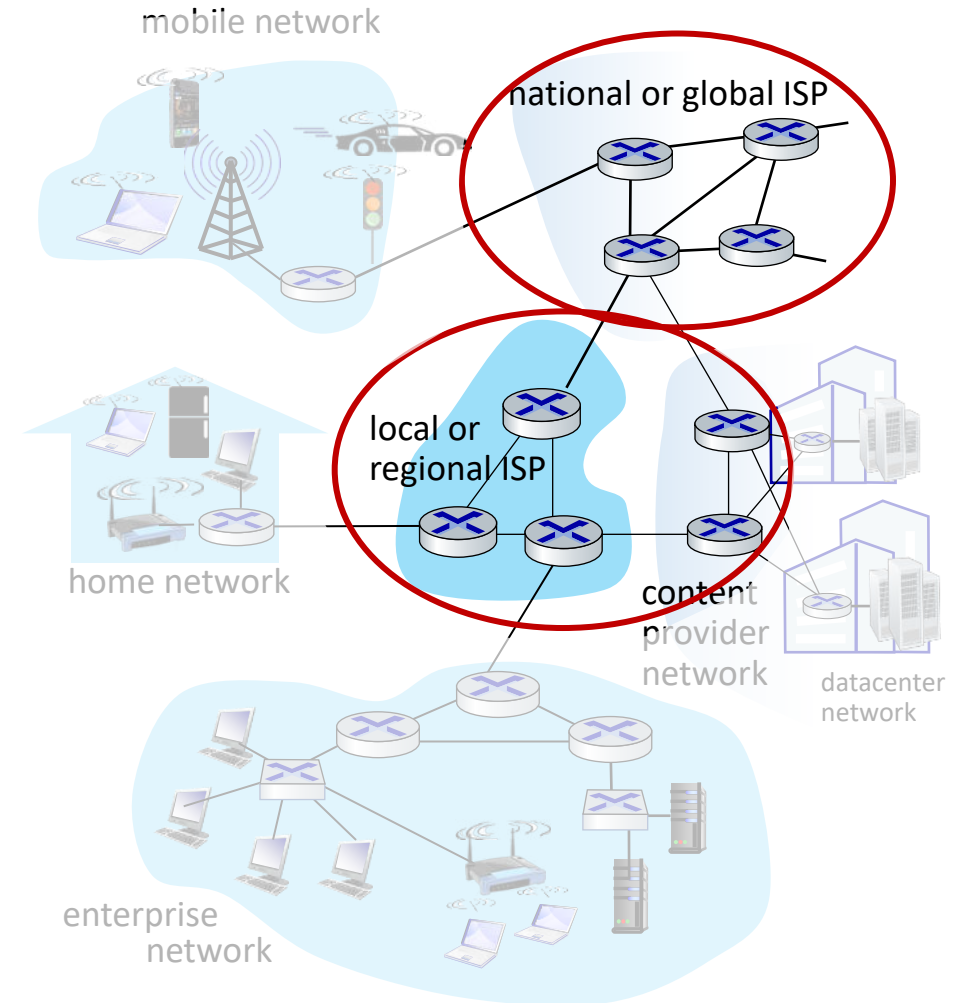 mobile network
national or global ISP
local or
regional ISP
home network
content
provider
network
datacenter
network
enterprise
network